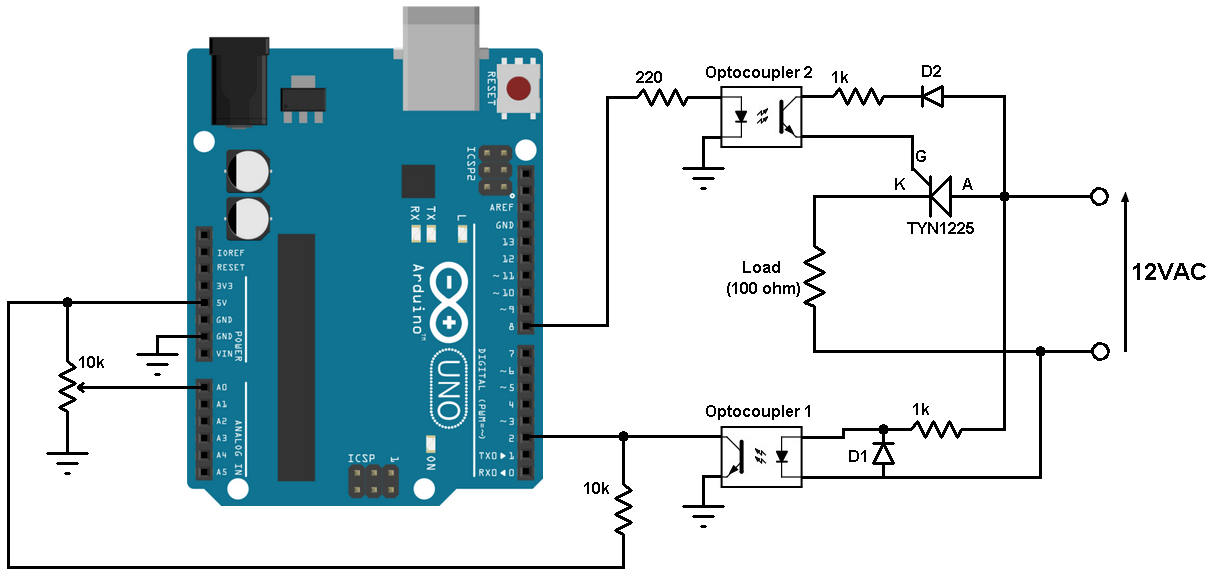 RESET
ICSP2
AREF
GND
13
12
~11
~10
~9
8
7
~6
~5
4
~3
2
TX0 1
RX0 0
DIGITAL (PWM=~)
RX
TX
L
Arduino
TM
UNO
ON
ICSP
1
IOREF
RESET
3V3
5V
GND
GND
VIN
POWER
A0
A1
A2
A3
A4
A5
ANALOG IN
10k
10k
220
Optocoupler 2
1k
D2
G
K
A
TYN1225
Load
(100 ohm)
12VAC
Optocoupler 1
1k
D1